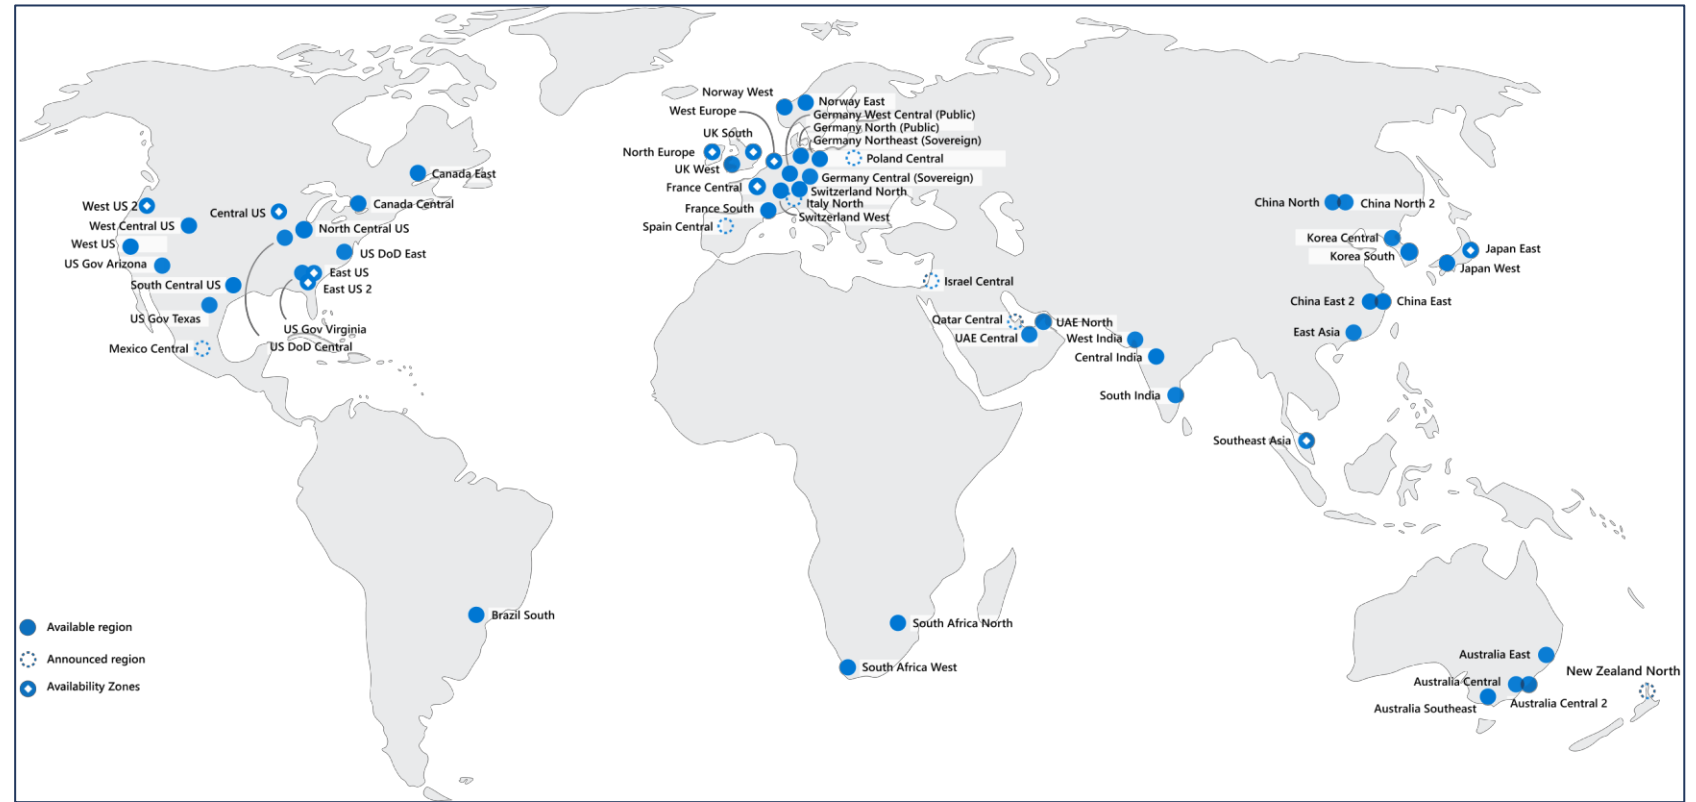 Norway West
Norway East
West Europe
Germany West Central (Public)
Germany North (Public)
UK South
Germany Northeast (Sovereign)
North Europe
Poland Central
UK West
Canada East
Germany Central (Sovereign)
France Central
Switzerland North
West US 2
Central US
Canada Central
Italy North
China North
China North 2
France South
Switzerland West
West Central US
North Central US
Spain Central
Korea Central
West US
US DoD East
Japan East
Korea South
US Gov Arizona
Japan West
East US
South Central US
Israel Central
East US 2
China East 2
China East
US Gov Texas
Qatar Central
UAE North
US Gov Virginia
East Asia
UAE Central
West India
Mexico Central
US DoD Central
Central India
South India
Southeast Asia
Brazil South
South Africa North
Available region
Australia East
Announced region
South Africa West
New Zealand North
Australia Central
Availability Zones
Australia Central 2
Australia Southeast